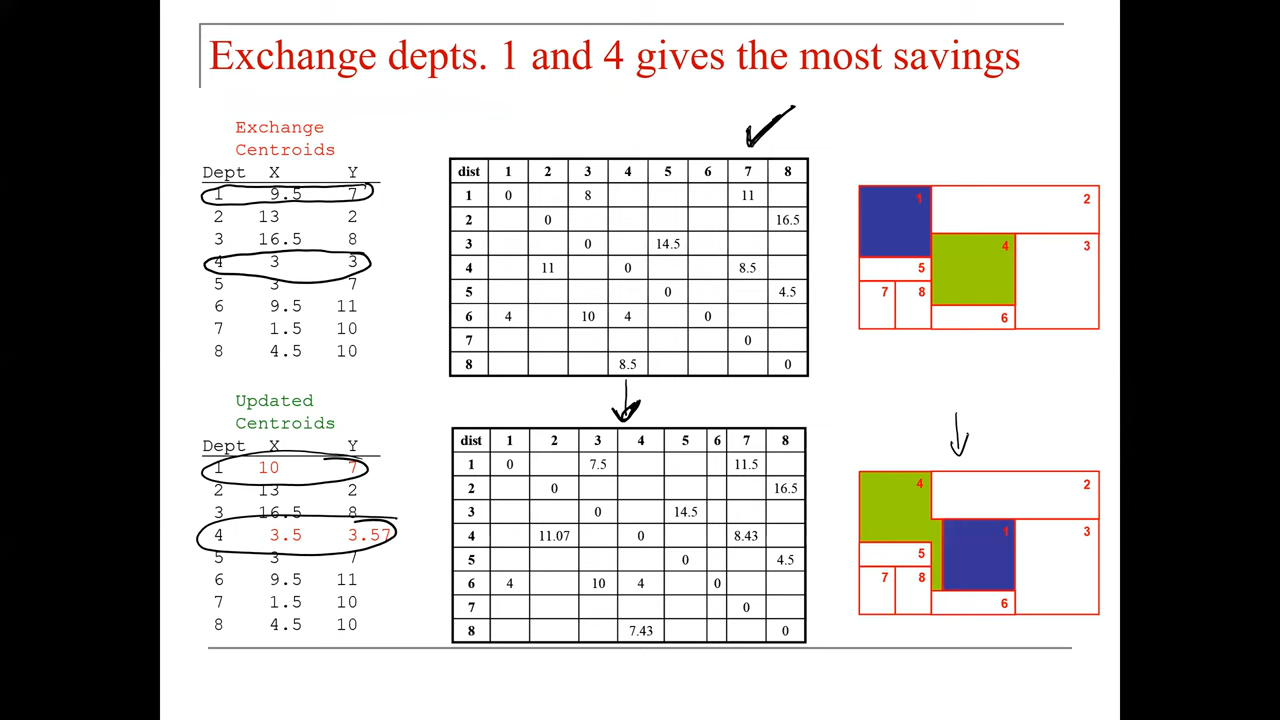 Exchange depts. 1 and 4 gives the most savings
Exchange
Centroids
Dept X Y
1 9.5 7
2 13 2
3 16.5 8
4 3 3
5 3 7
6 9.5 11
7 1.5 10
8 4.5 10
dist 1 2 3 4 5 6 7 8
1 0 8 11
2 0 16.5
3 0 14.5
4 11 0 8.5
5 0 4.5
6 4 10 4 0
7 0
8 8.5 0
1 2
4 3
5
7 8
6
Updated
Centroids
Dept X Y
1 10 7
2 13 2
3 16.5 8
4 3.5 3.57
5 3 7
6 9.5 11
7 1.5 10
8 4.5 10
dist 1 2 3 4 5 6 7 8
1 0 7.5 11.5
2 0 16.5
3 0 14.5
4 11.07 0 8.43
5 0 4.5
6 4 10 4 0
7 0
8 7.43 0
4 2
1 3
5
7 8
6